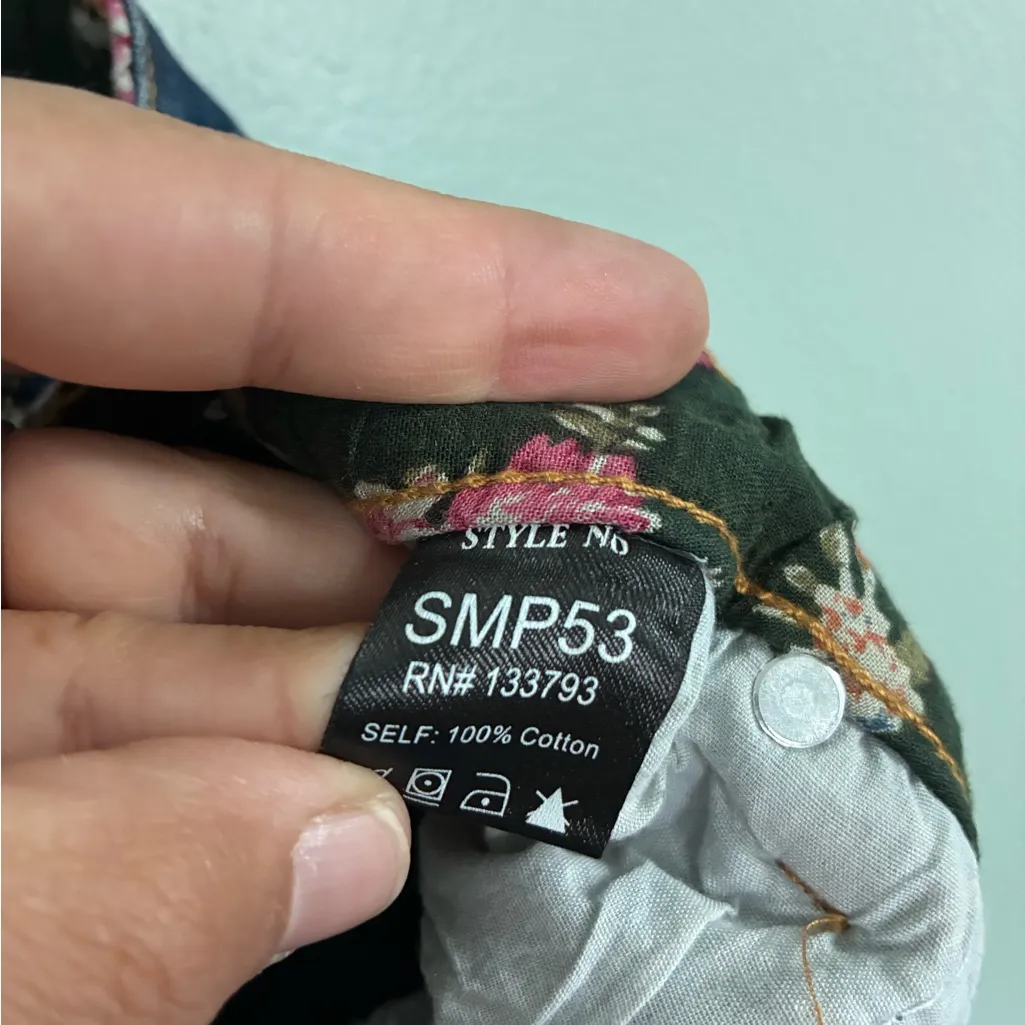 STYLE No
SMP53
RN# 133793
SELF: 100% Cotton